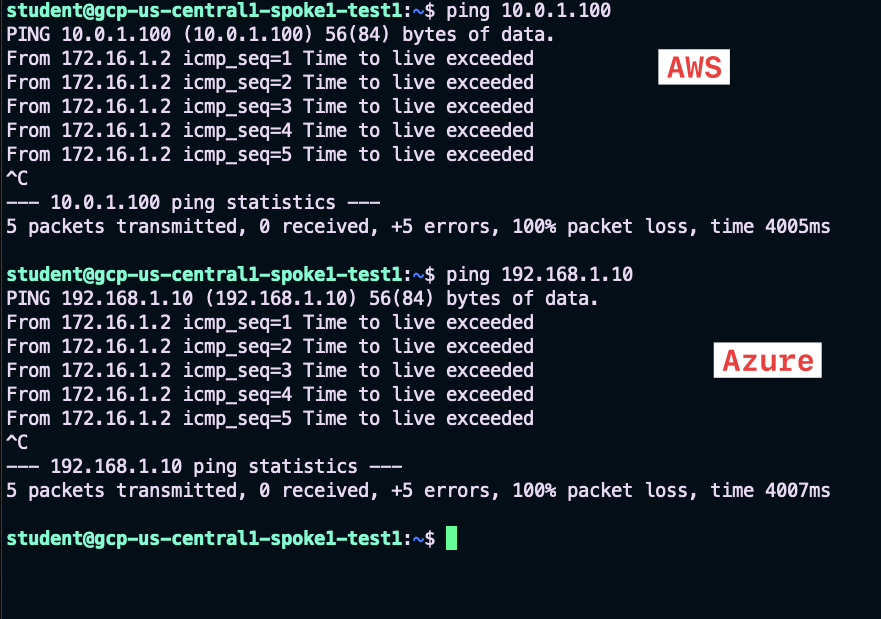 student@gcp-us-central1-spoke1-test1:~$ ping 10.0.1.100
PING 10.0.1.100 (10.0.1.100) 56(84) bytes of data.
From 172.16.1.2 icmp_seq=1 Time to live exceeded
AWS
From 172.16.1.2 icmp_seq=2 Time to live exceeded
From 172.16.1.2 icmp_seq=3 Time to live exceeded
From 172.16.1.2 icmp_seq=4 Time to live exceeded
From 172.16.1.2 icmp_seq=5 Time to live exceeded
^C
--- 10.0.1.100 ping statistics ---
5 packets transmitted, 0 received, +5 errors, 100% packet loss, time 4005ms
student@gcp-us-central1-spoke1-test1:~$ ping 192.168.1.10
PING 192.168.1.10 (192.168.1.10) 56(84) bytes of data.
From 172.16.1.2 icmp_seq=1 Time to live exceeded
From 172.16.1.2 icmp_seq=2 Time to live exceeded
Azure
From 172.16.1.2 icmp_seq=3 Time to live exceeded
From 172.16.1.2 icmp_seq=4 Time to live exceeded
From 172.16.1.2 icmp_seq=5 Time to live exceeded
^C
--- 192.168.1.10 ping statistics ---
5 packets transmitted, 0 received, +5 errors, 100% packet loss, time 4007ms
student@gcp-us-central1-spoke1-test1:~$